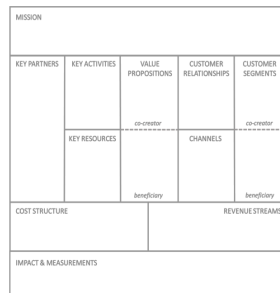 MISSION
KEY PARTNERS
KEY ACTIVITIES
VALUE
PROPOSITIONS
co-creator
beneficiary
CUSTOMER
RELATIONSHIPS
CUSTOMER
SEGMENTS
co-creator
beneficiary
KEY RESOURCES
CHANNELS
COST STRUCTURE
REVENUE STREAMS
IMPACT & MEASUREMENTS